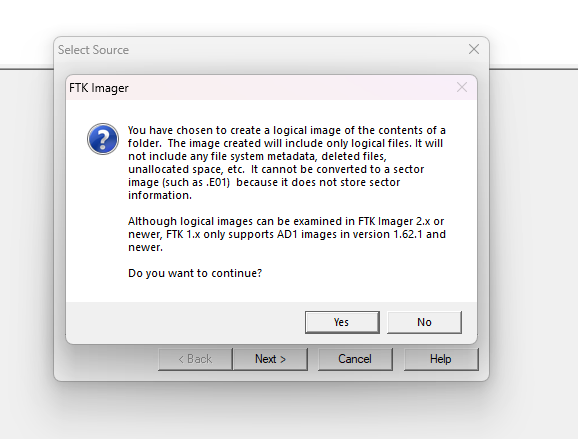 Select Source
FTK Imager
You have chosen to create a logical image of the contents of a
folder.  The image created will include only logical files. It will
not include any file system metadata, deleted files,
unallocated space, etc.  It cannot be converted to a sector
image (such as .E01)  because it does not store sector
information.
Although logical images can be examined in FTK Imager 2.x or
newer, FTK 1.x only supports AD1 images in version 1.62.1 and
newer.
Do you want to continue?
Yes No
< Back Next > Cancel Help